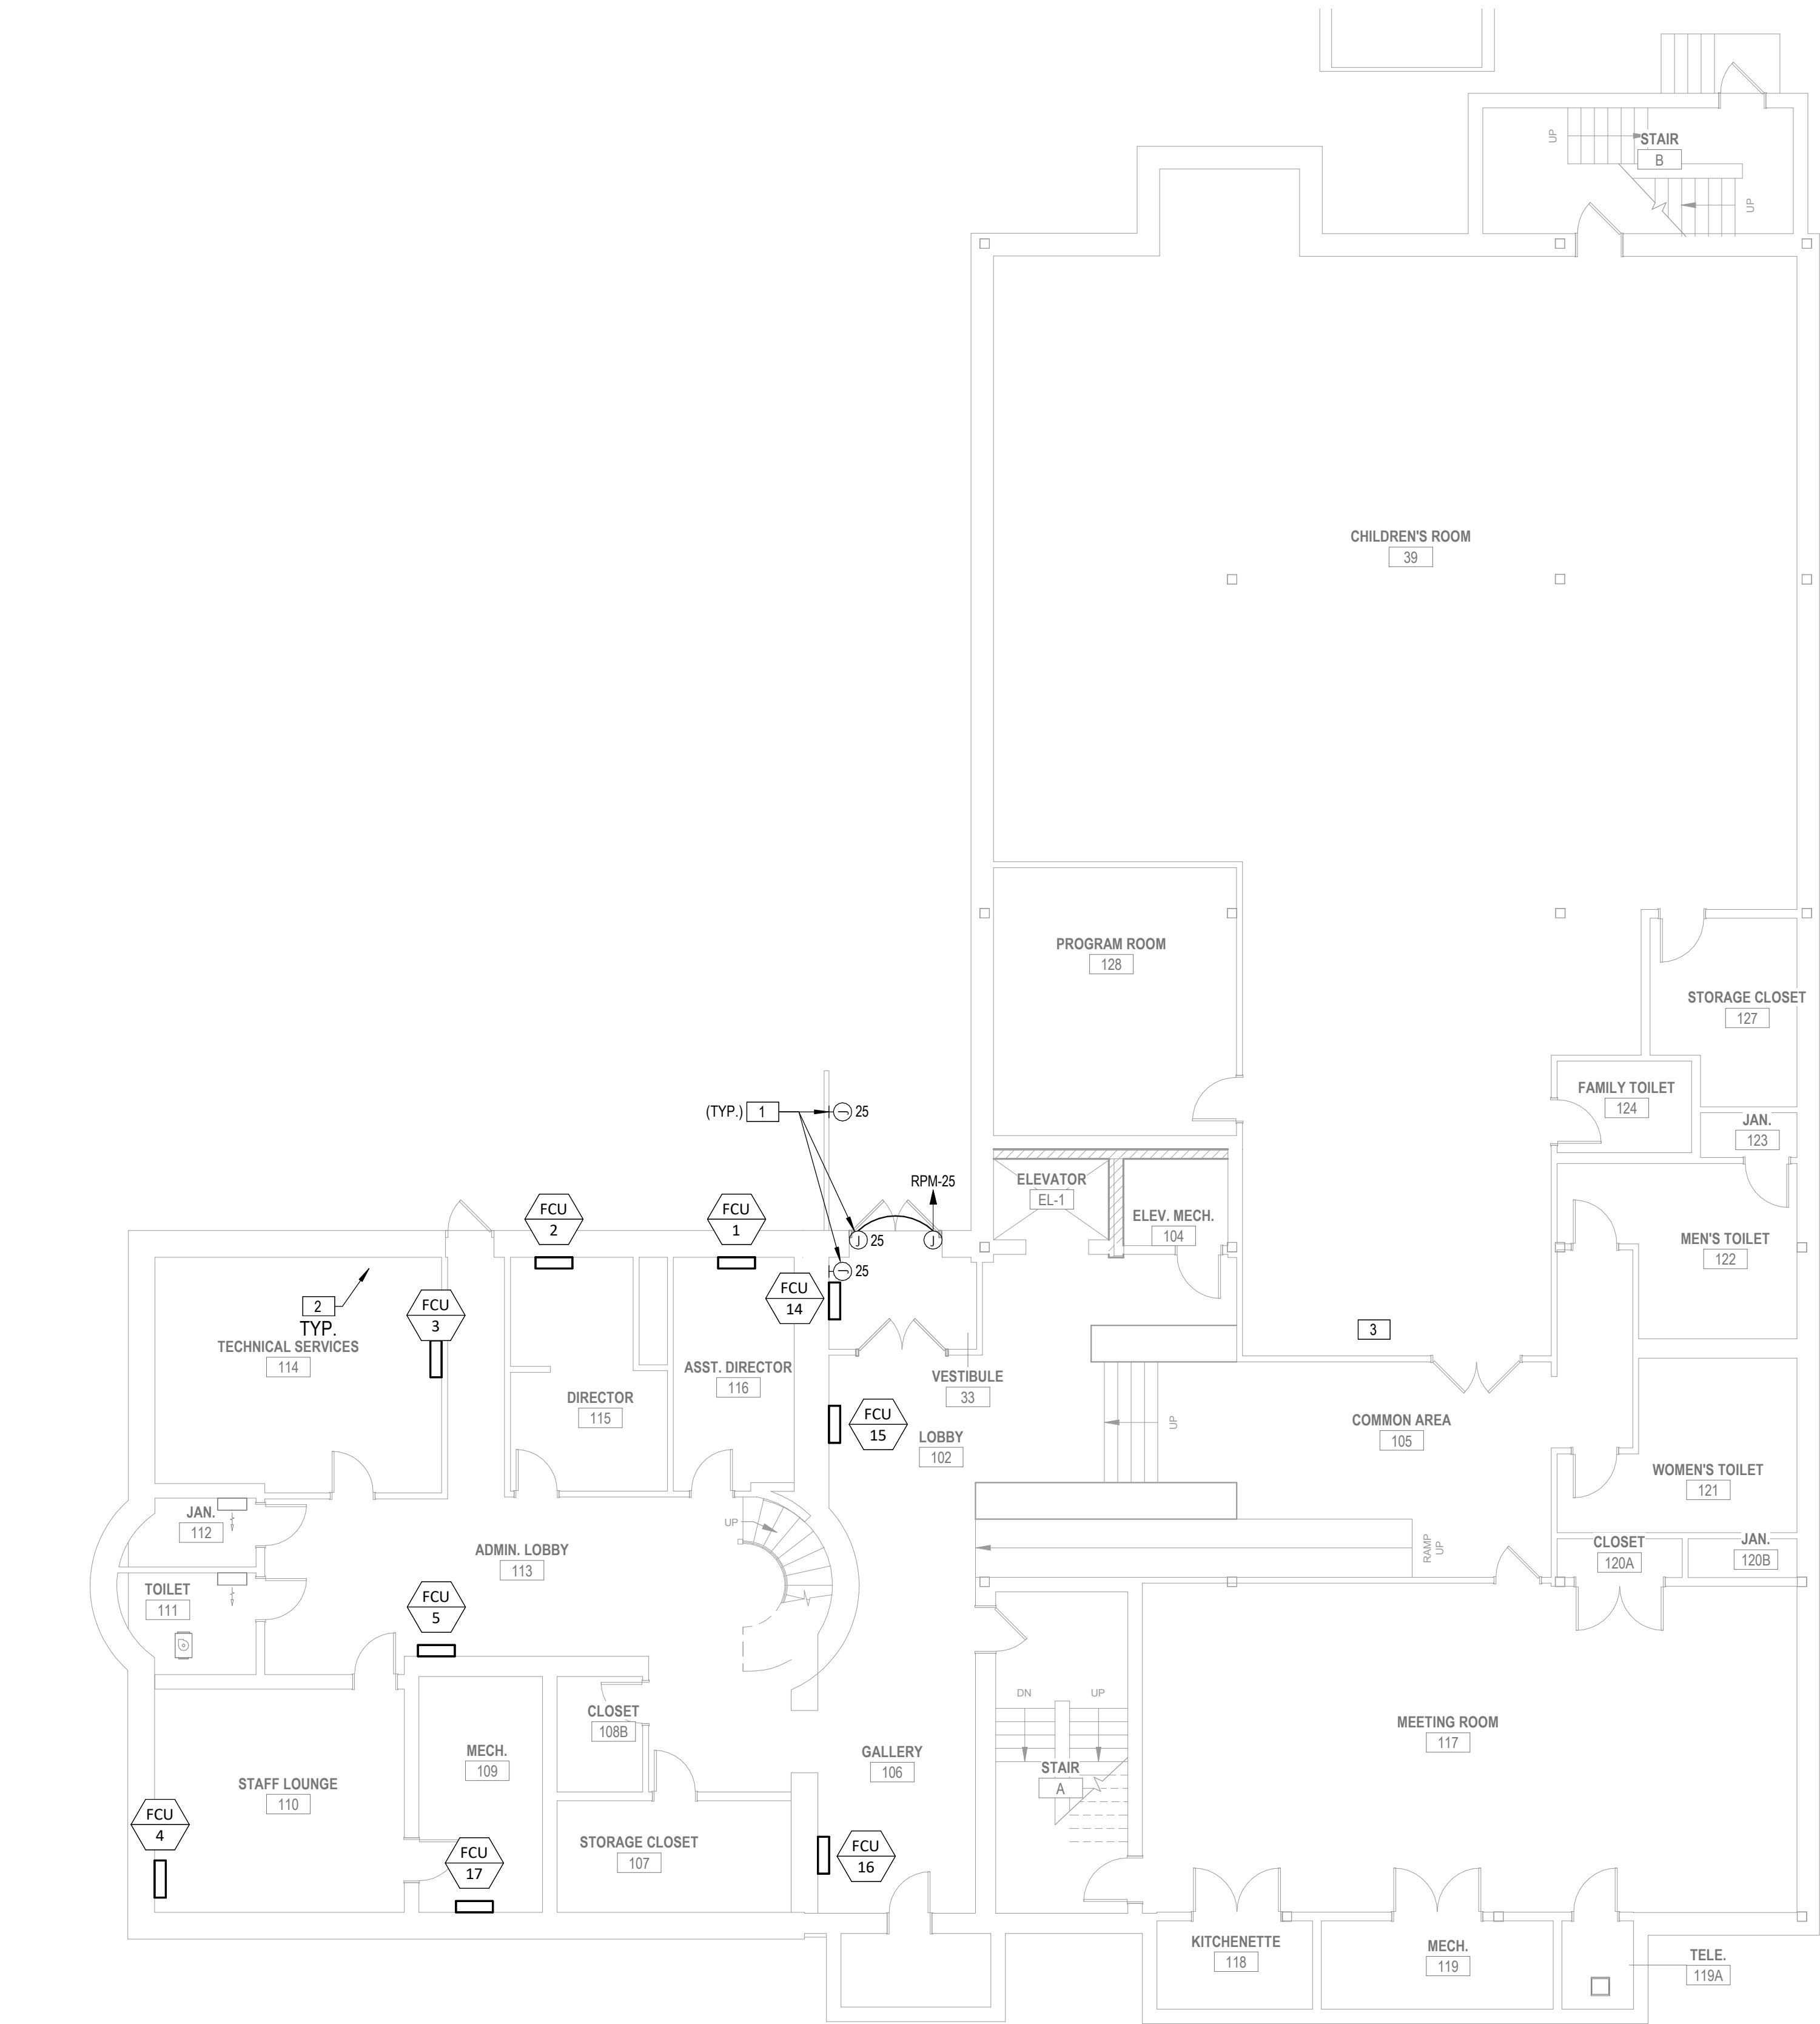 STAIR
B
UP
UP
CHILDREN'S ROOM
39
PROGRAM ROOM
128
STORAGE CLOSET
127
FAMILY TOILET
124
JAN.
123
(TYP.) 1
J 25
RPM-25
J 25
J
J 25
ELEVATOR
EL-1
ELEV. MECH.
104
MEN'S TOILET
122
FCU
2
FCU
1
FCU
14
FCU
3
2
TYP.
TECHNICAL SERVICES
114
3
ASST. DIRECTOR
116
DIRECTOR
115
VESTIBULE
33
FCU
15
LOBBY
102
UP
COMMON AREA
105
WOMEN'S TOILET
121
JAN.
112
UP
ADMIN. LOBBY
113
RAMP
UP
CLOSET
120A
JAN.
120B
TOILET
111
FCU
5
DN
UP
CLOSET
108B
MEETING ROOM
117
MECH.
109
GALLERY
106
STAIR
A
STAFF LOUNGE
110
FCU
4
FCU
17
STORAGE CLOSET
107
FCU
16
KITCHENETTE
118
MECH.
119
TELE.
119A